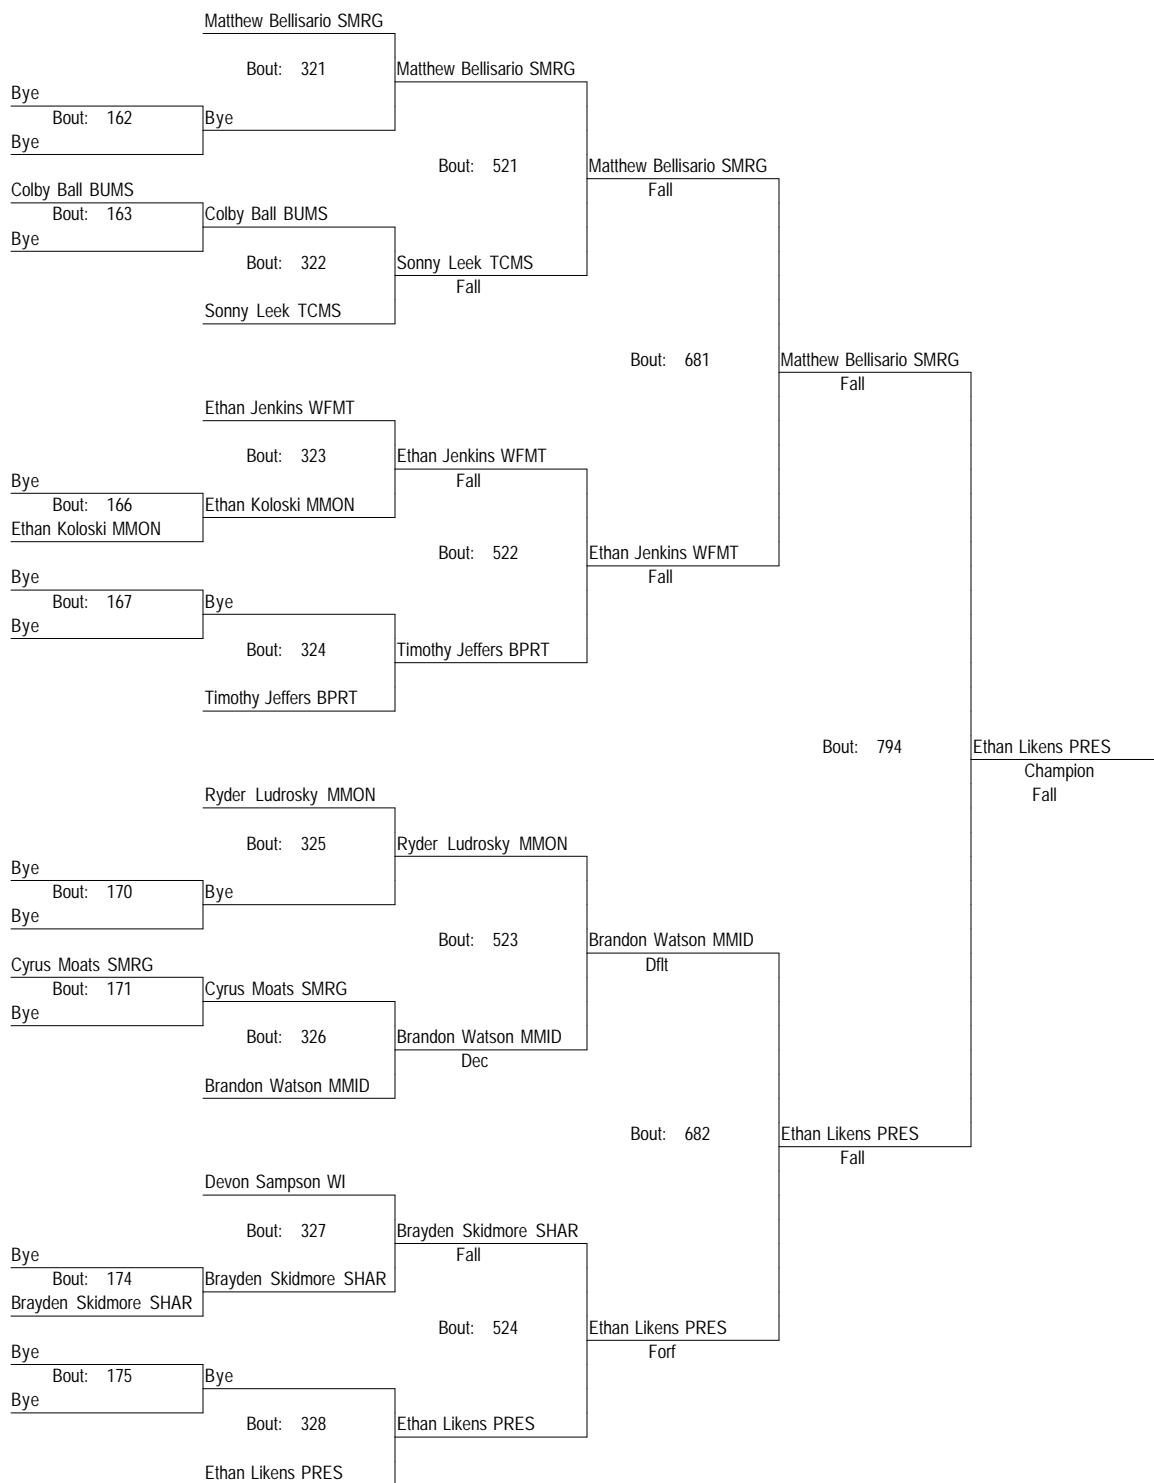 Matthew Bellisario SMRG
Bout: 321
Matthew Bellisario SMRG
Bye
Bout: 162
Bye
Bye
Bout: 521
Matthew Bellisario SMRG
Fall
Colby Ball BUMS
Bout: 163
Colby Ball BUMS
Bye
Bout: 322
Sonny Leek TCMS
Fall
Sonny Leek TCMS
Bout: 681
Matthew Bellisario SMRG
Fall
Ethan Jenkins WFMT
Bout: 323
Ethan Jenkins WFMT
Fall
Bye
Bout: 166
Ethan Koloski MMON
Ethan Koloski MMON
Bout: 522
Ethan Jenkins WFMT
Fall
Bye
Bout: 167
Bye
Bye
Bout: 324
Timothy Jeffers BPRT
Timothy Jeffers BPRT
Bout: 794
Ethan Likens PRES
Champion
Fall
Ryder Ludrosky MMON
Bout: 325
Ryder Ludrosky MMON
Bye
Bout: 170
Bye
Bye
Bout: 523
Brandon Watson MMID
Dflt
Cyrus Moats SMRG
Bout: 171
Cyrus Moats SMRG
Bye
Bout: 326
Brandon Watson MMID
Dec
Brandon Watson MMID
Bout: 682
Ethan Likens PRES
Fall
Devon Sampson WI
Bout: 327
Brayden Skidmore SHAR
Fall
Bye
Bout: 174
Brayden Skidmore SHAR
Brayden Skidmore SHAR
Bout: 524
Ethan Likens PRES
Forf
Bye
Bout: 175
Bye
Bye
Bout: 328
Ethan Likens PRES
Ethan Likens PRES